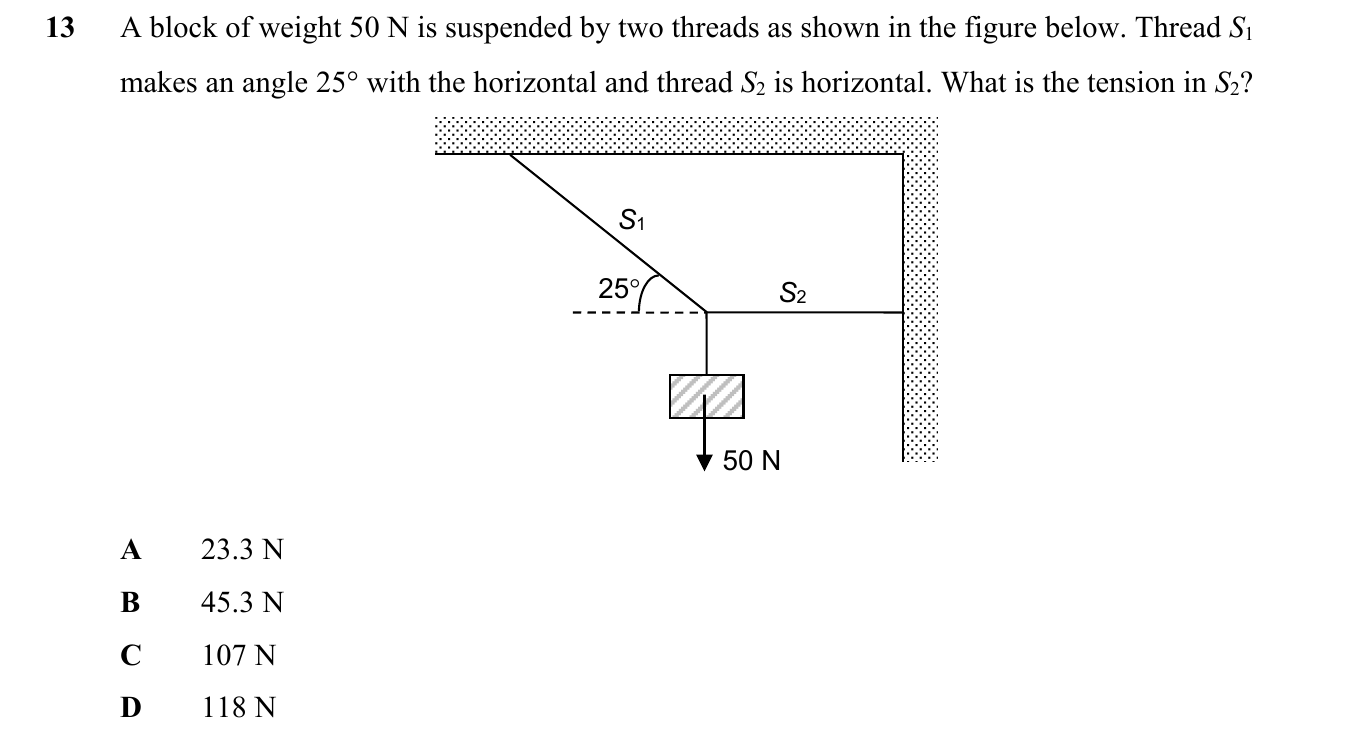 13 A block of weight 50 N is suspended by two threads as shown in the figure below. Thread S₁
makes an angle 25° with the horizontal and thread S₂ is horizontal. What is the tension in S₂?
S₁
25°
S₂
50 N
A 23.3 N
B 45.3 N
C 107 N
D 118 N